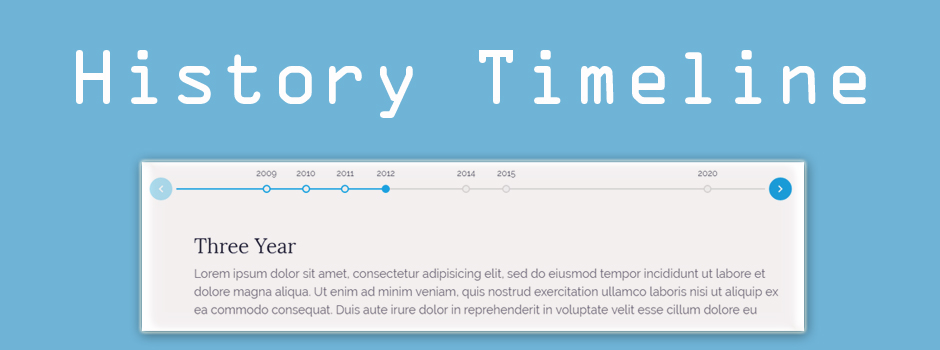 History Timeline
2009 2010 2011 2012 2014 2015 2020
Three Year
Lorem ipsum dolor sit amet, consectetur adipisicing elit, sed do eiusmod tempor incididunt ut labore et
dolore magna aliqua. Ut enim ad minim veniam, quis nostrud exercitation ullamco laboris nisi ut aliquip ex
ea commodo consequat. Duis aute irure dolor in reprehenderit in voluptate velit esse cillum dolore eu